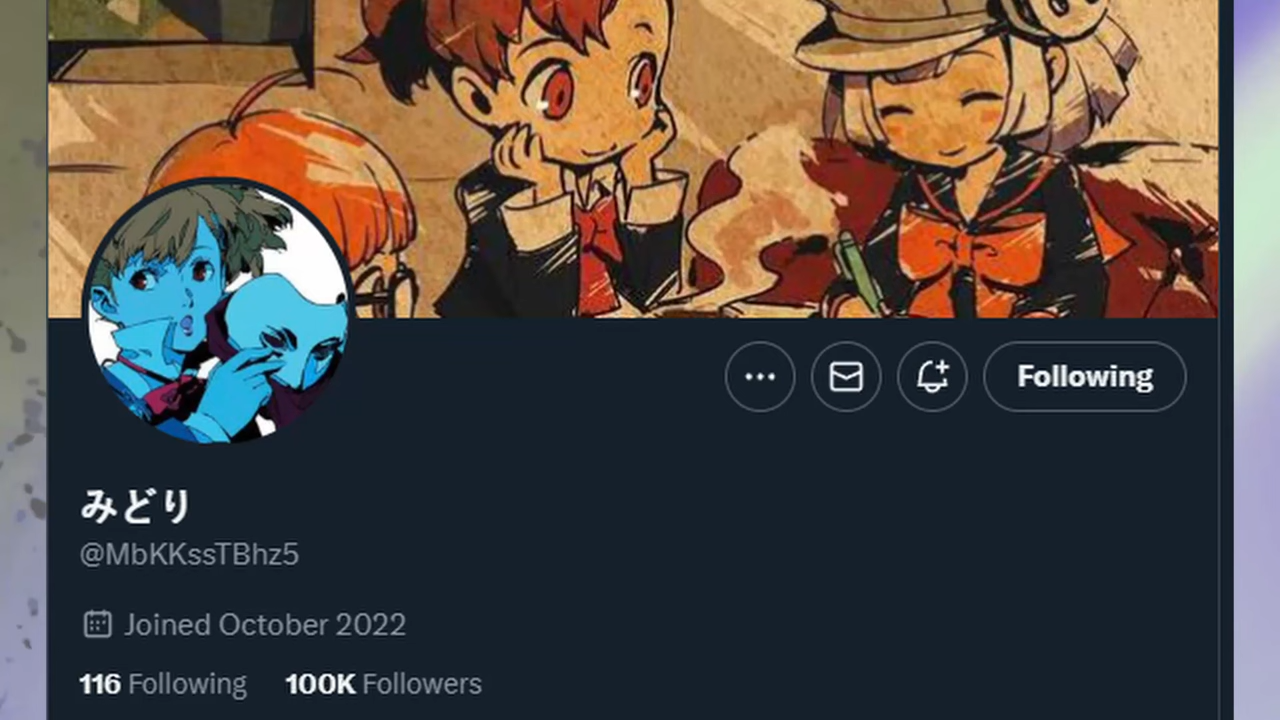 Following
みどり
@MbKKssTBhz5
Joined October 2022
116 Following 100K Followers